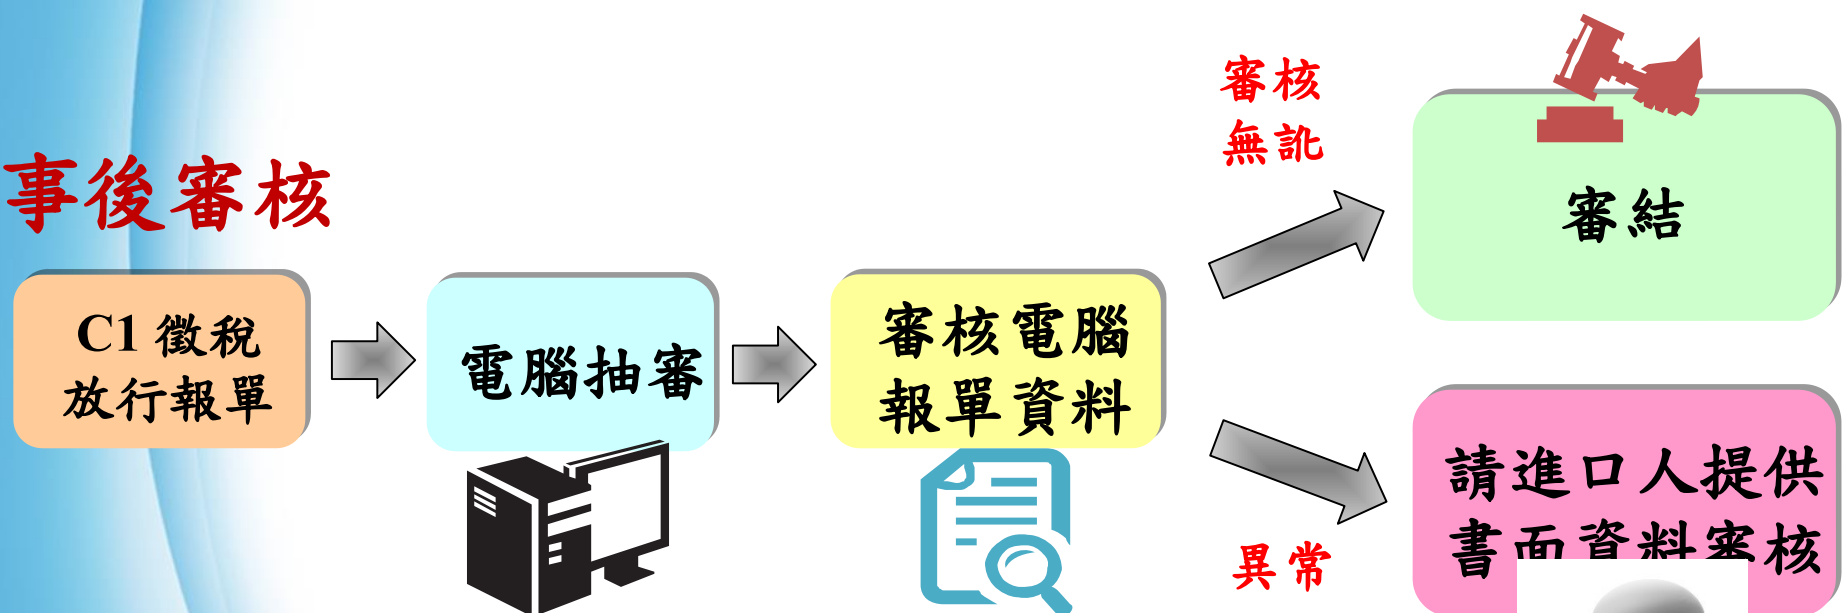 事後審核
C1 徵稅
放行報單
電腦抽審
審核電腦
報單資料
審核
無訛
審結
異常
請進口人提供
書面資料審核